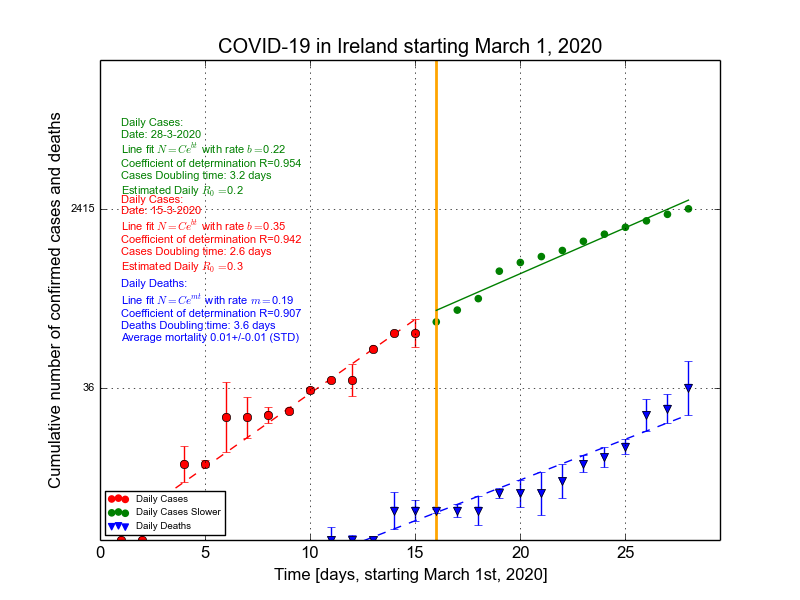 COVID-19 in Ireland starting March 1, 2020
Cumulative number of confirmed cases and deaths
Daily Cases:
Date: 28-3-2020
Line fit N = Ce^{bt} with rate b =0.22
Coefficient of determination R=0.954
Cases Doubling time: 3.2 days
Estimated Daily R_0 =0.2
Daily Cases:
Date: 15-3-2020
Line fit N = Ce^{bt} with rate b =0.35
Coefficient of determination R=0.942
Cases Doubling time: 2.6 days
Estimated Daily R_0 =0.3
Daily Deaths:
Line fit N = Ce^{mt} with rate m =0.19
Coefficient of determination R=0.907
Deaths Doubling time: 3.6 days
Average mortality 0.01+/-0.01 (STD)
2415
36
Daily Cases
Daily Cases Slower
Daily Deaths
0 5 10 15 20 25
Time [days, starting March 1st, 2020]